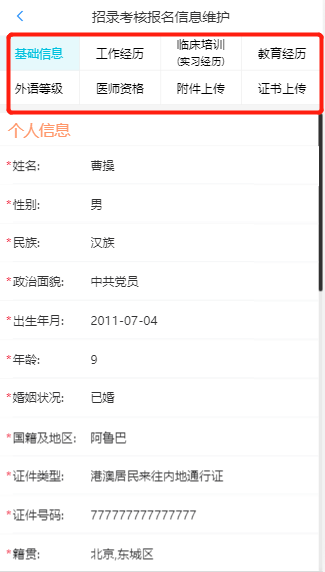 招录考核报名信息维护
基础信息 工作经历 临床培训 教育经历
(实习经历)
外语等级 医师资格 附件上传 证书上传
个人信息
*姓名: 曹操
*性别: 男
*民族: 汉族
*政治面貌: 中共党员
*出生年月: 2011-07-04
*年龄: 9
*婚姻状况: 已婚
*国籍及地区: 阿鲁巴
*证件类型: 港澳居民来往内地通行证
*证件号码: 777777777777777
*籍贯: 北京,东城区